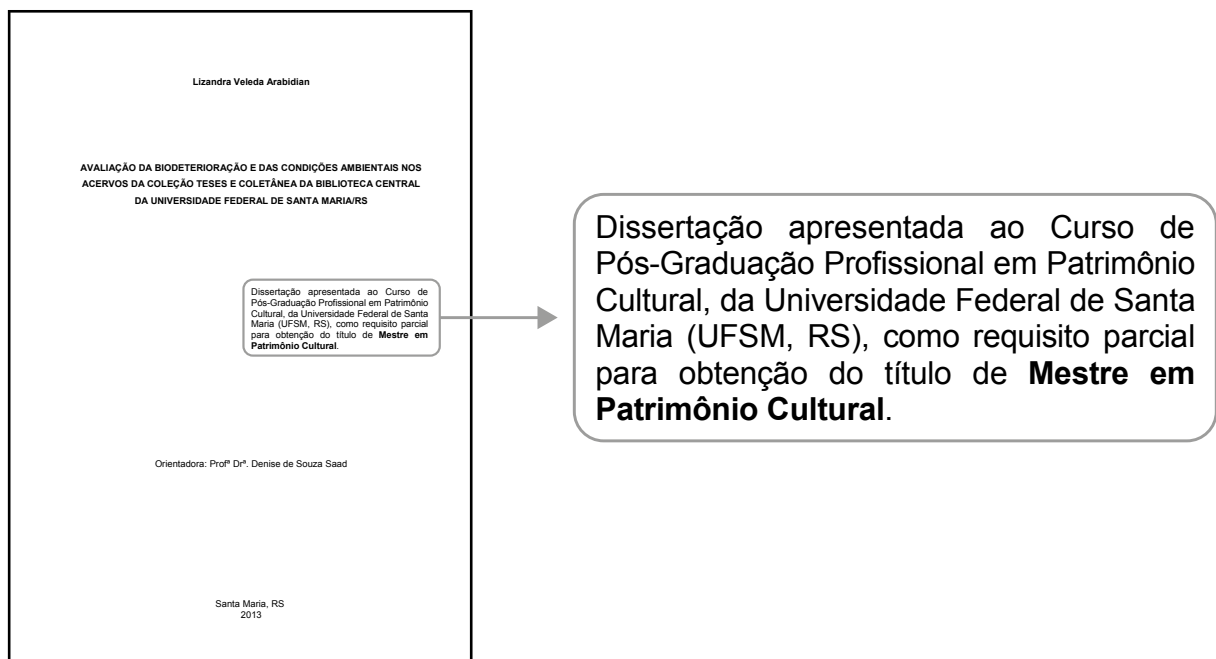 Lizandra Veleda Arabidian
AVALIAÇÃO DA BIODETERIORAÇÃO E DAS CONDIÇÕES AMBIENTAIS NOS
ACERVOS DA COLEÇÃO TESES E COLETÂNEA DA BIBLIOTECA CENTRAL
DA UNIVERSIDADE FEDERAL DE SANTA MARIA/RS
Dissertação apresentada ao Curso de
Pós-Graduação Profissional em Patrimônio
Cultural, da Universidade Federal de Santa
Maria (UFSM, RS), como requisito parcial
para obtenção do título de Mestre em
Patrimônio Cultural.
Orientadora: Profª Drª. Denise de Souza Saad
Santa Maria, RS
2013
Dissertação apresentada ao Curso de
Pós-Graduação Profissional em Patrimônio
Cultural, da Universidade Federal de Santa
Maria (UFSM, RS), como requisito parcial
para obtenção do título de Mestre em
Patrimônio Cultural.